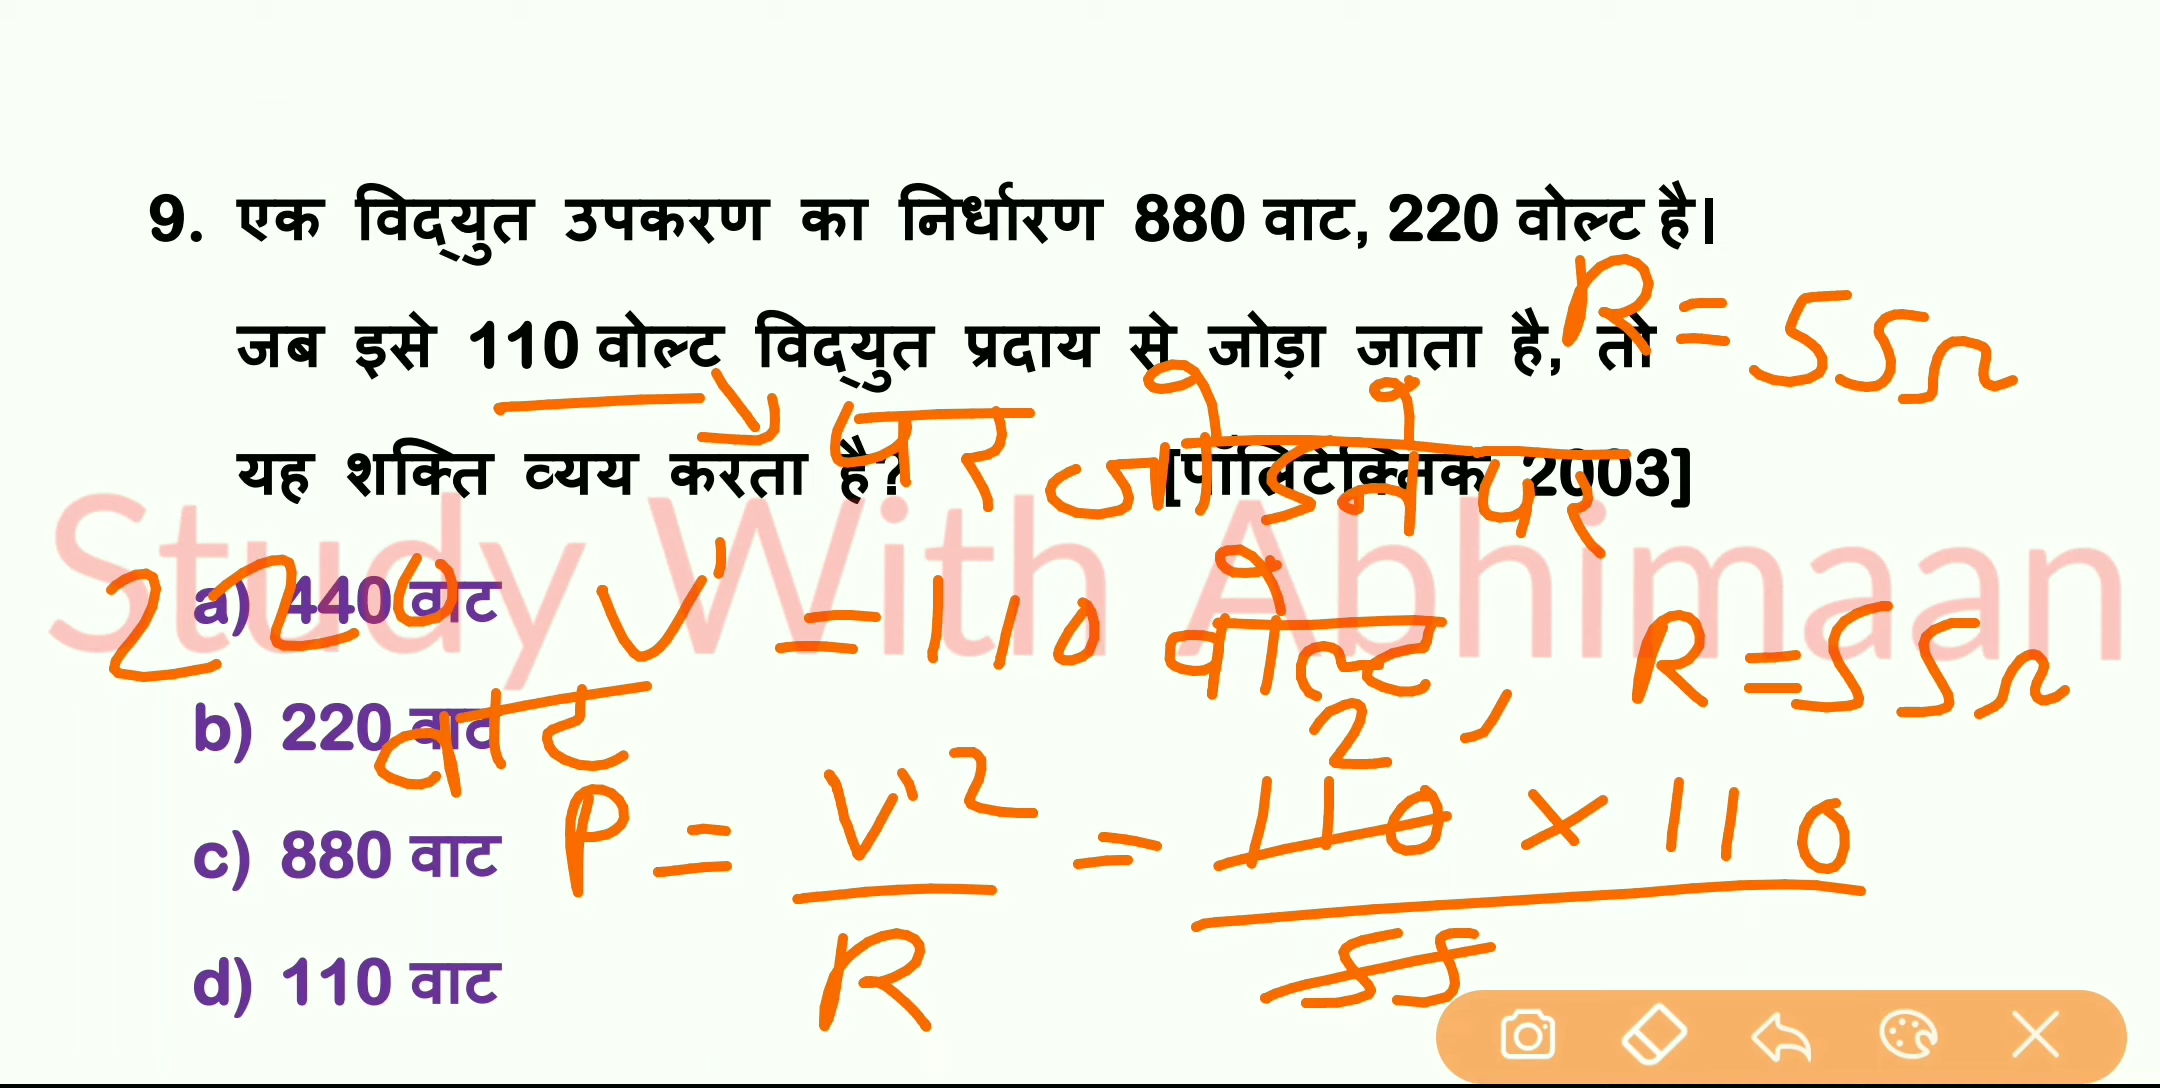 9. एक विद्युत उपकरण का निर्धारण 880 वाट, 220 वोल्ट है।
R = 55Ω
जब इसे 110 वोल्ट विद्युत प्रदाय से जोड़ा जाता है, तो
पर जोड़ने पर
यह शक्ति व्यय करता है? [पॉलिटेक्निक 2003]
Study With Abhimaan
a) 440 वाट
220 वाट
V' = 110 वोल्ट, R = 55Ω
b) 220 वाट
P = V'2 / R = 110 × 110 / 55
2
c) 880 वाट
d) 110 वाट